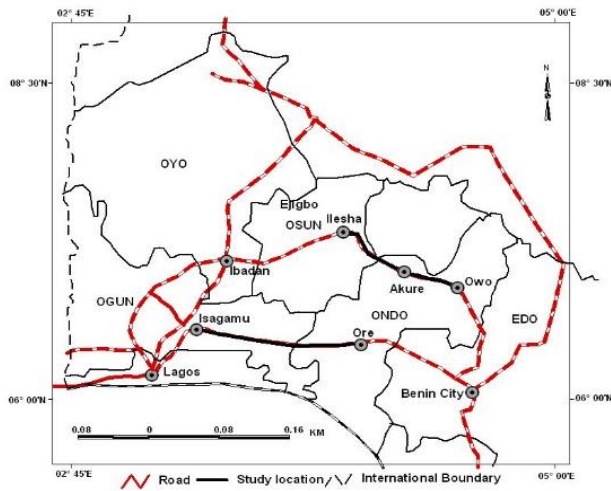 02 °45'E 05 °00'E
08 °30'N 08 °30'N
N
OYO
Ejigbo
OSUN
Ilesha
Ibadan
Akure
Owo
OGUN
Isagamu
ONDO
Ore
EDO
Lagos
Benin City
06 °00'N 06 °00'N
0.08 0 0.08 0.16 KM
02 °45'E 05 °00'E
Road Study location International Boundary